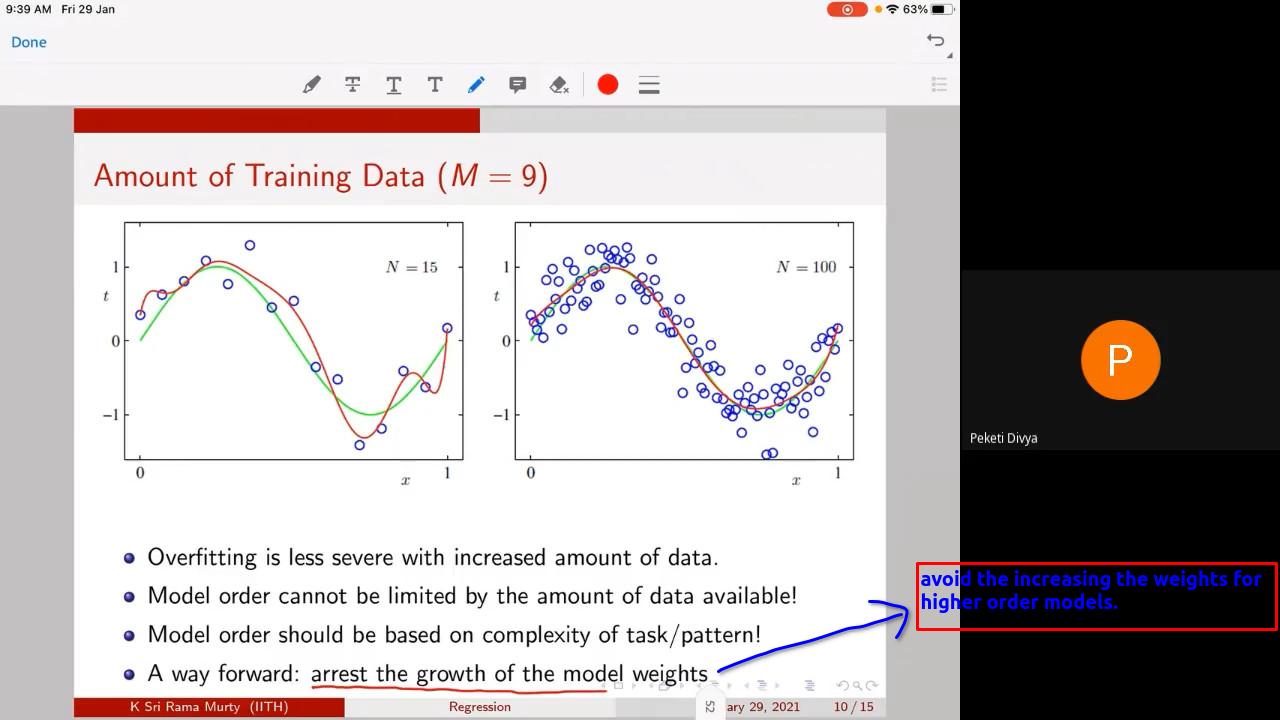 9:39 AM Fri 29 Jan
63%
Done
T T T
Amount of Training Data (M = 9)
N = 15
1
t
0
−1
0
x
1
N = 100
1
t
0
−1
0
x
1
Overfitting is less severe with increased amount of data.
Model order cannot be limited by the amount of data available!
Model order should be based on complexity of task/pattern!
A way forward: arrest the growth of the model weights
avoid the increasing the weights for
higher order models.
P
Peketi Divya
K Sri Rama Murty (IITH)
Regression
ary 29, 2021
10 / 15
52